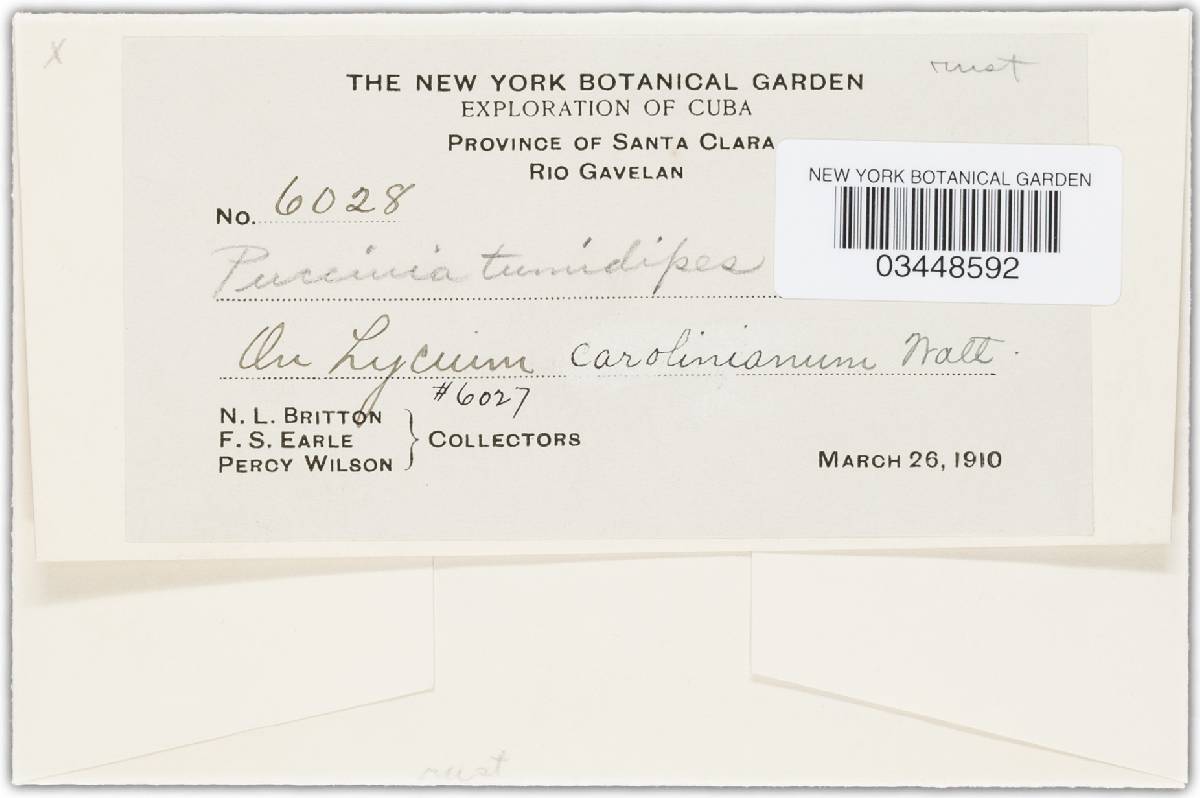 X
rust
THE NEW YORK BOTANICAL GARDEN
EXPLORATION OF CUBA
PROVINCE OF SANTA CLARA
RIO GAVELAN
NEW YORK BOTANICAL GARDEN
03448592
No. 6028
Puccinia tumidipes
On Lycium carolinianum Walt.
#6027
N. L. BRITTON
F. S. EARLE
PERCY WILSON
COLLECTORS
MARCH 26, 1910
rust